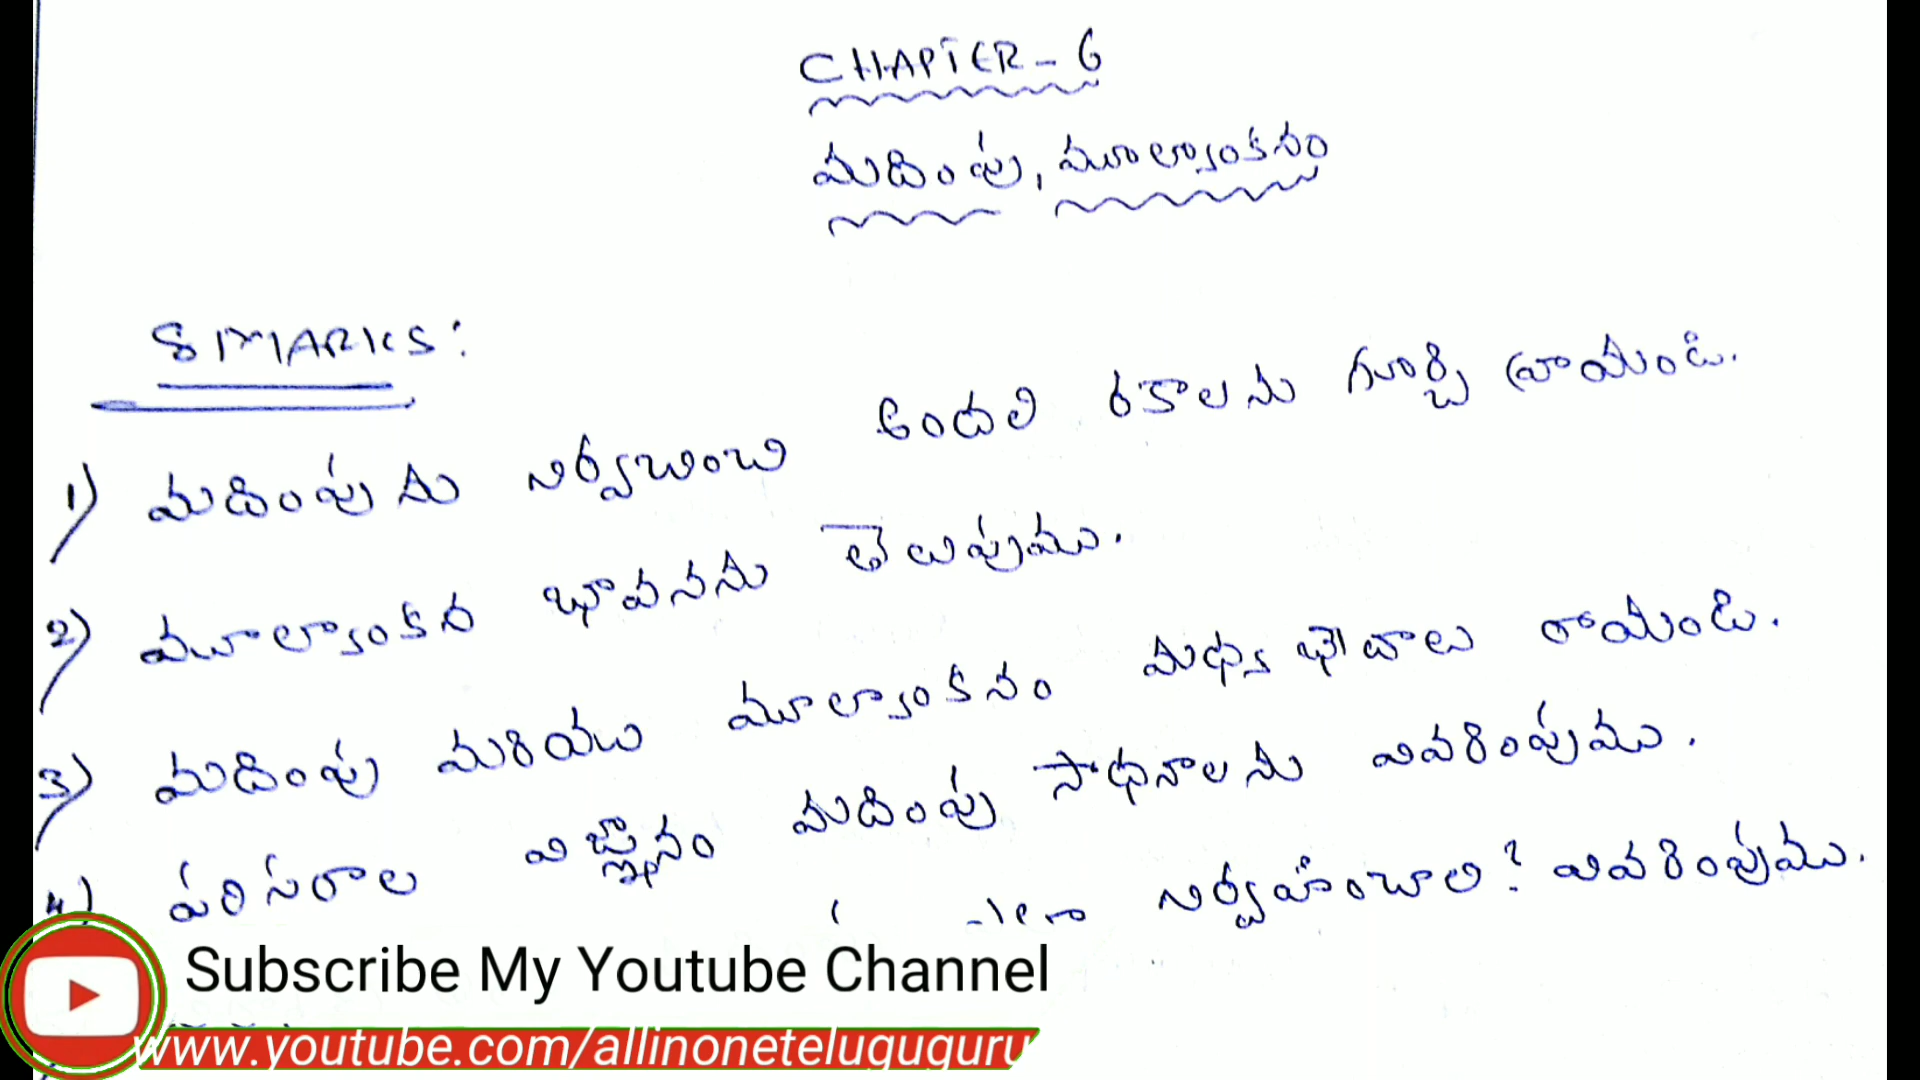 CHAPTER - 6
మదింపు, మూల్యాంకనం
8 MARKS:
1) మదింపును నిర్వచించి అందలి రకాలను గూర్చి వ్రాయండి.
2) మూల్యాంకన భావనను తెలుపుము.
3) మదింపు మరియు మూల్యాంకనం మధ్య భేదాలు రాయండి.
4) పరిసరాల విజ్ఞానం మదింపు సాధనాలను వివరింపుము.
నిర్వహించాలి? వివరింపుము.
Subscribe My Youtube Channel
www.youtube.com/allinoneteluguguru